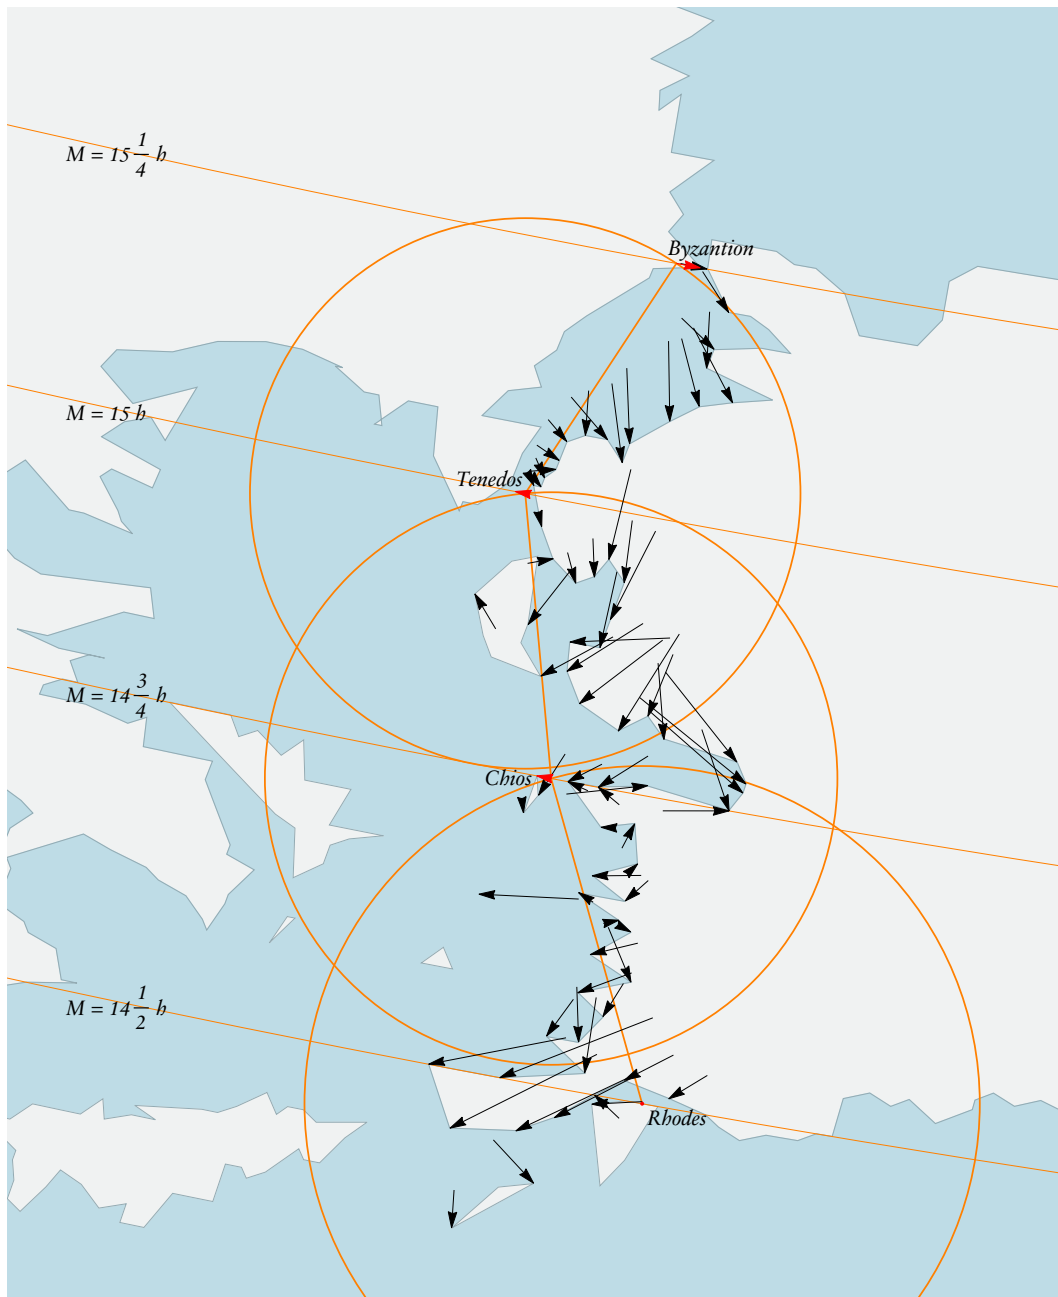 M = 15 1/4 h
Byzantion
M = 15 h
Tenedos
M = 14 3/4 h
Chios
M = 14 1/2 h
Rhodes